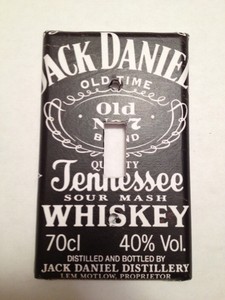 JACK DANIEL
OLD TIME
Old
No. 7
BRAND
QUALITY
Tennessee
SOUR MASH
WHISKEY
70cl 40% Vol.
DISTILLED AND BOTTLED BY
JACK DANIEL DISTILLERY
LEM MOTLOW, PROPRIETOR